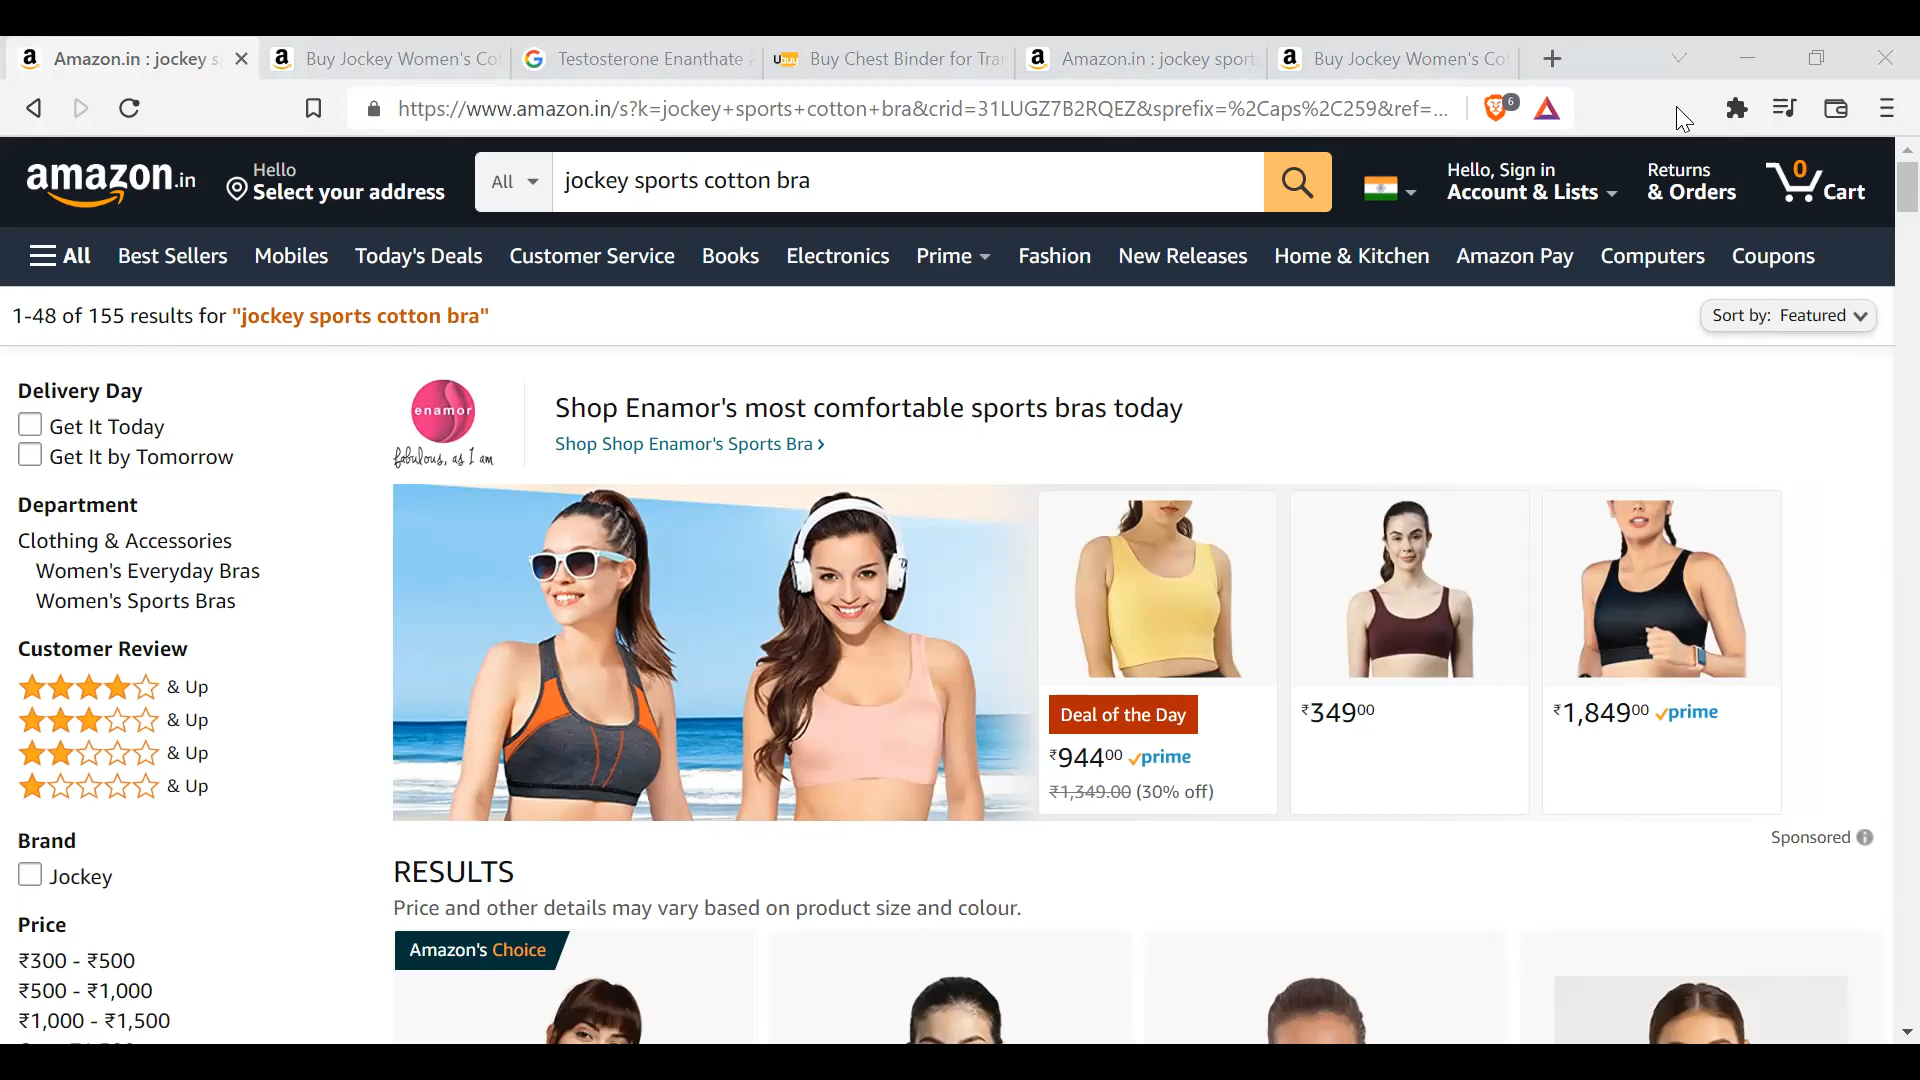 Amazon.in : jockey s
Buy Jockey Women's Co
Testosterone Enanthate
Buy Chest Binder for Tra
Amazon.in : jockey sport
Buy Jockey Women's Co
https://www.amazon.in/s?k=jockey+sports+cotton+bra&crid=31LUGZ7B2RQEZ&sprefix=%2Caps%2C259&ref=...
6
amazon.in
Hello
Select your address
All
jockey sports cotton bra
Hello, Sign in
Account & Lists
Returns
& Orders
0
Cart
All
Best Sellers
Mobiles
Today's Deals
Customer Service
Books
Electronics
Prime
Fashion
New Releases
Home & Kitchen
Amazon Pay
Computers
Coupons
1-48 of 155 results for "jockey sports cotton bra"
Sort by: Featured
Delivery Day
Get It Today
Get It by Tomorrow
Department
Clothing & Accessories
Women's Everyday Bras
Women's Sports Bras
Customer Review
& Up
& Up
& Up
& Up
Brand
Jockey
Price
₹300 - ₹500
₹500 - ₹1,000
₹1,000 - ₹1,500
enamor
fabulous, as I am
Shop Enamor's most comfortable sports bras today
Shop Shop Enamor's Sports Bra ›
Deal of the Day
₹94400 prime
₹1,349.00 (30% off)
₹34900
₹1,84900 prime
Sponsored
RESULTS
Price and other details may vary based on product size and colour.
Amazon's Choice